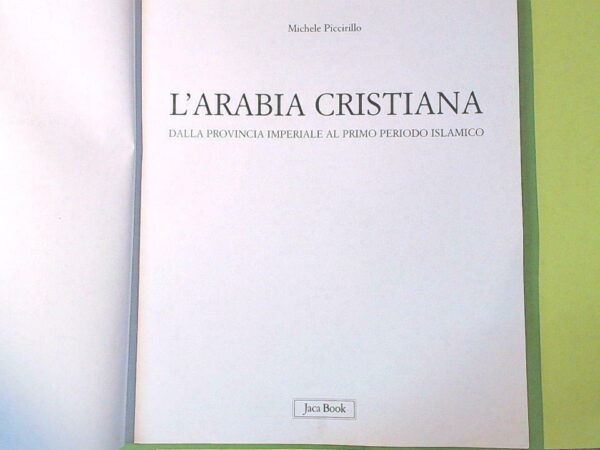 Michele Piccirillo
L'ARABIA CRISTIANA
DALLA PROVINCIA IMPERIALE AL PRIMO PERIODO ISLAMICO
Jaca Book